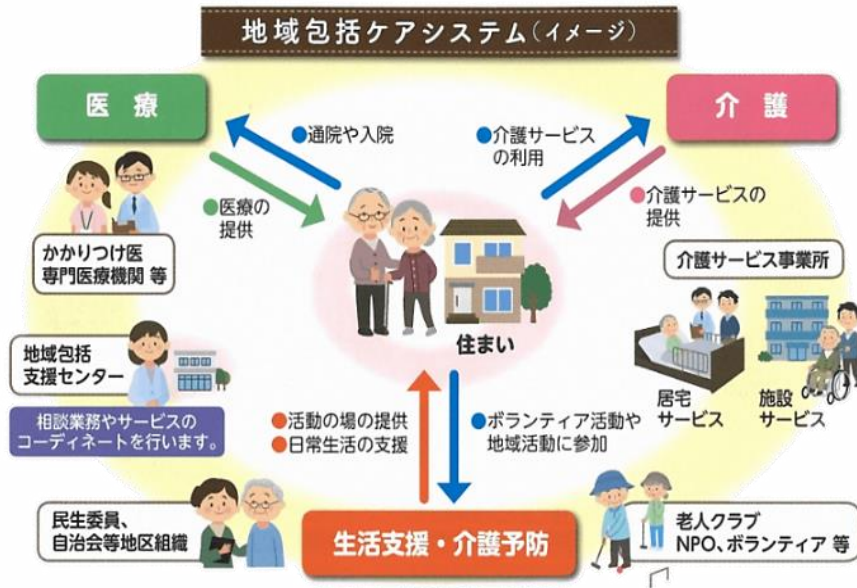 地域包括ケアシステム(イメージ)
医療
介護
●通院や入院
●医療の
提供
●介護サービス
の利用
●介護サービスの
提供
かかりつけ医
専門医療機関 等
住まい
介護サービス事業所
居宅
サービス
施設
サービス
地域包括
支援センター
相談業務やサービスの
コーディネートを行います。
●活動の場の提供
●日常生活の支援
●ボランティア活動や
地域活動に参加
民生委員、
自治会等地区組織
生活支援・介護予防
老人クラブ
NPO、ボランティア 等